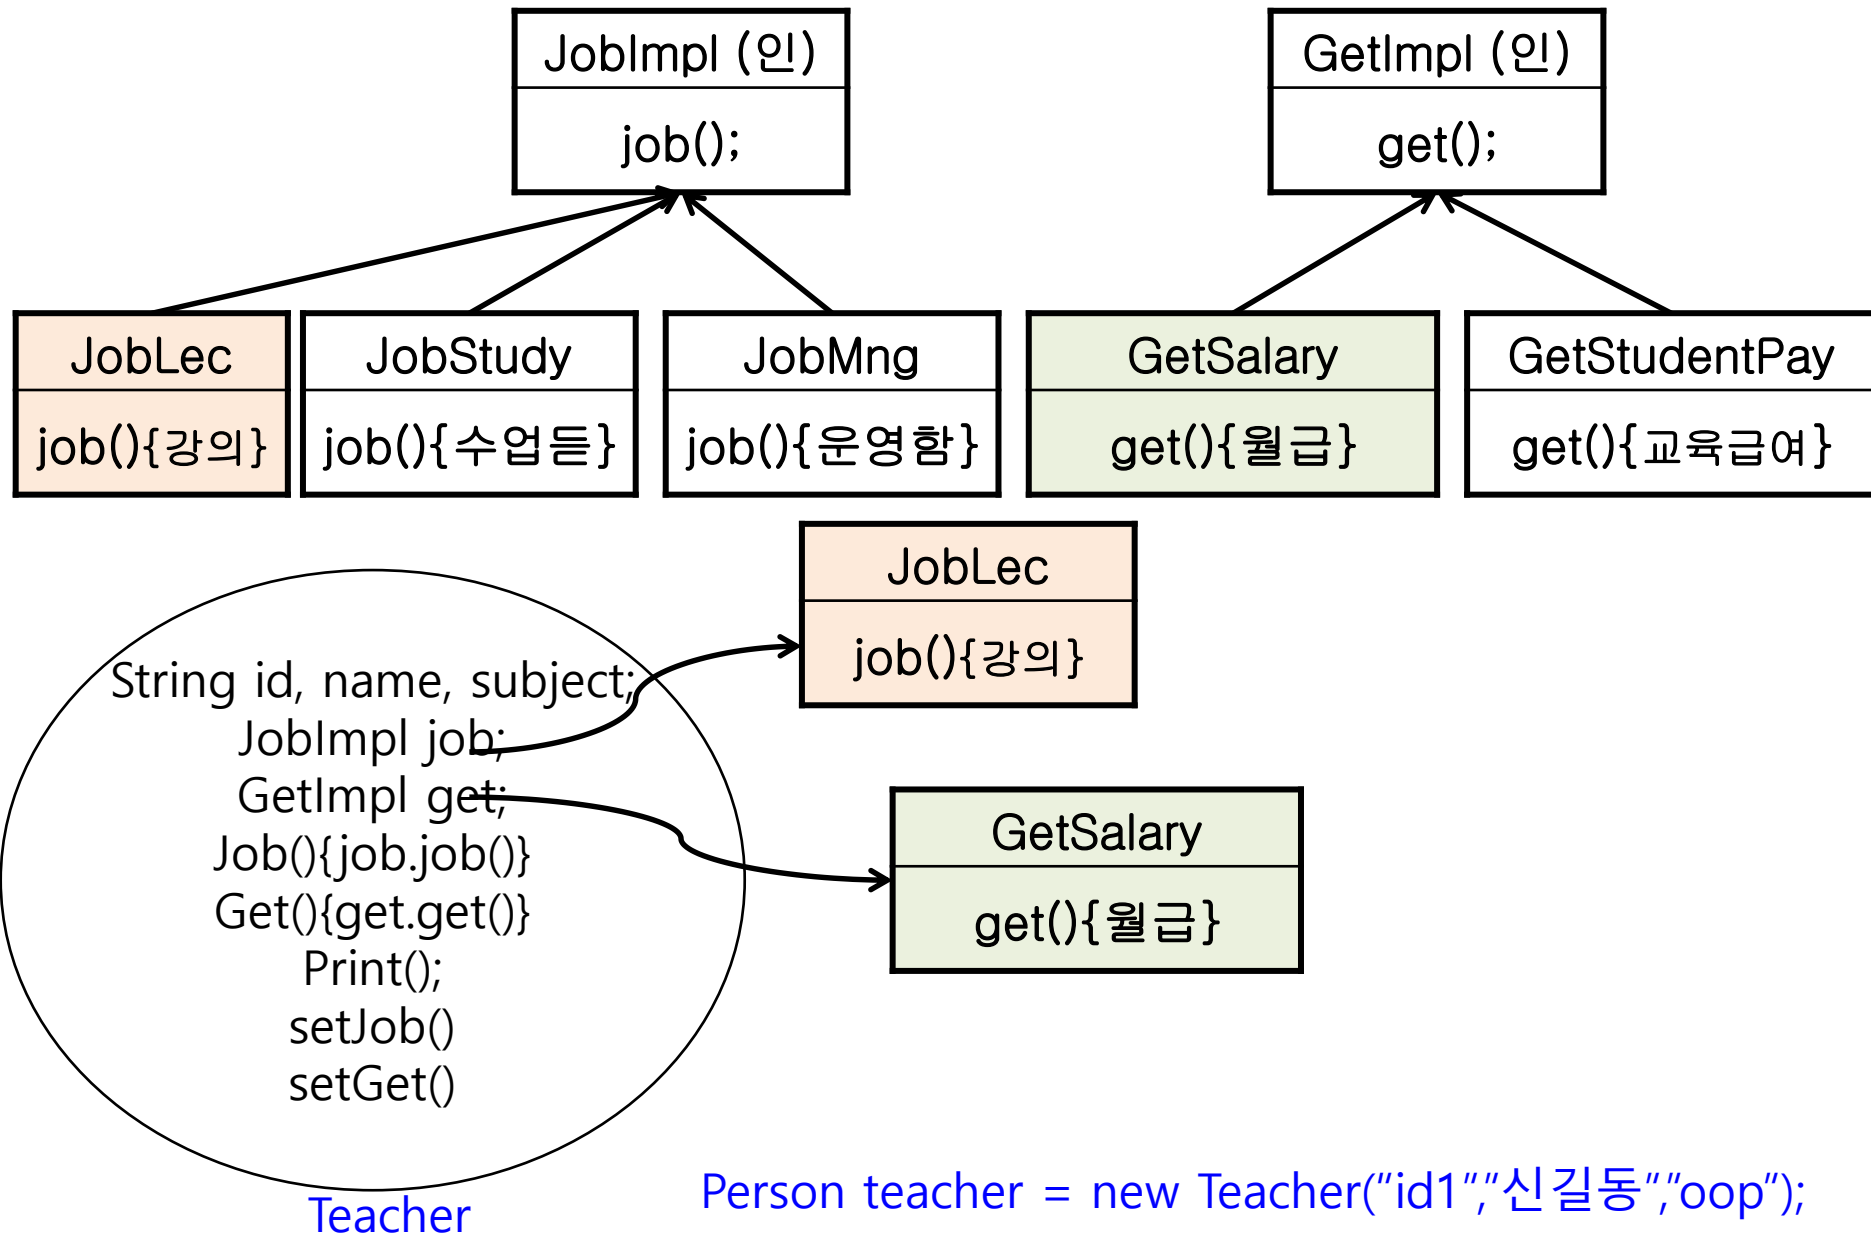 JobImpl (인)
job();
GetImpl (인)
get();
JobLec
job(){강의}
JobStudy
job(){수업듣}
JobMng
job(){운영함}
GetSalary
get(){월급}
GetStudentPay
get(){교육급여}
JobLec
job(){강의}
String id, name, subject;
JobImpl job;
GetImpl get;
Job(){job.job()}
Get(){get.get()}
Print();
setJob()
setGet()
GetSalary
get(){월급}
Teacher
Person teacher = new Teacher(“id1”,”신길동”,”oop”);